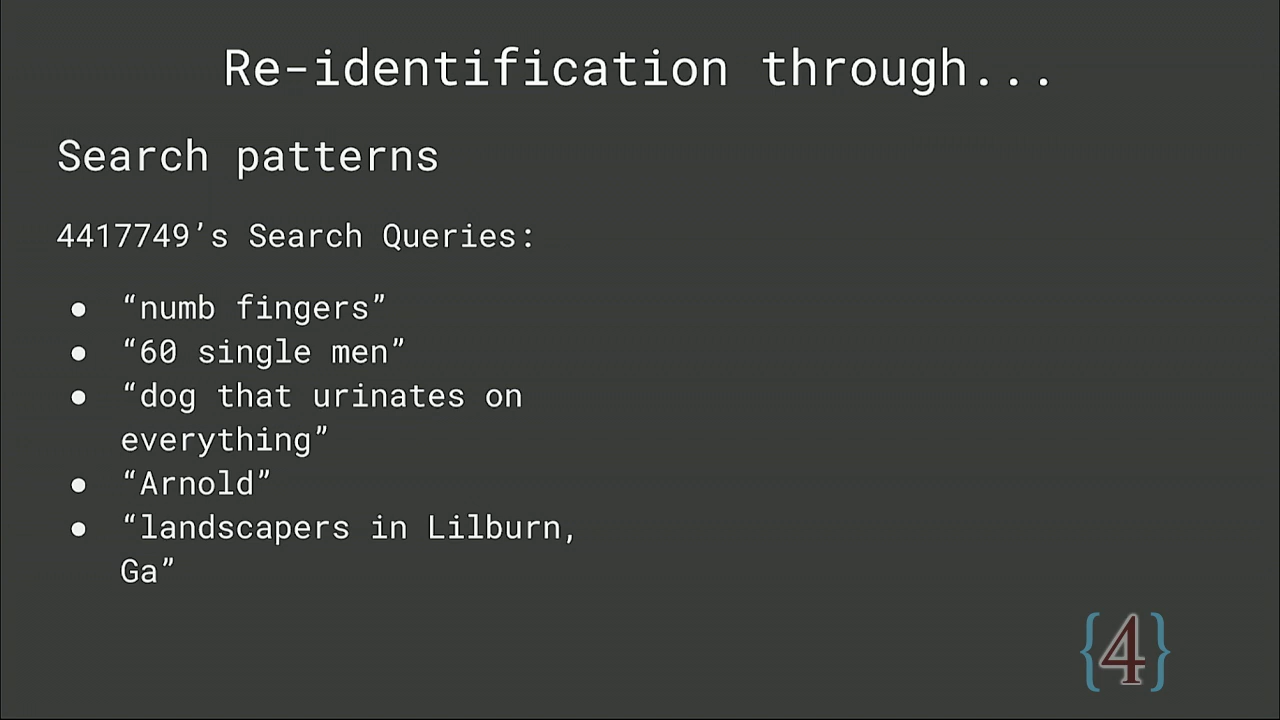 Re-identification through...
Search patterns
4417749’s Search Queries:
● “numb fingers”
● “60 single men”
● “dog that urinates on
everything”
● “Arnold”
● “landscapers in Lilburn,
Ga”
{4}